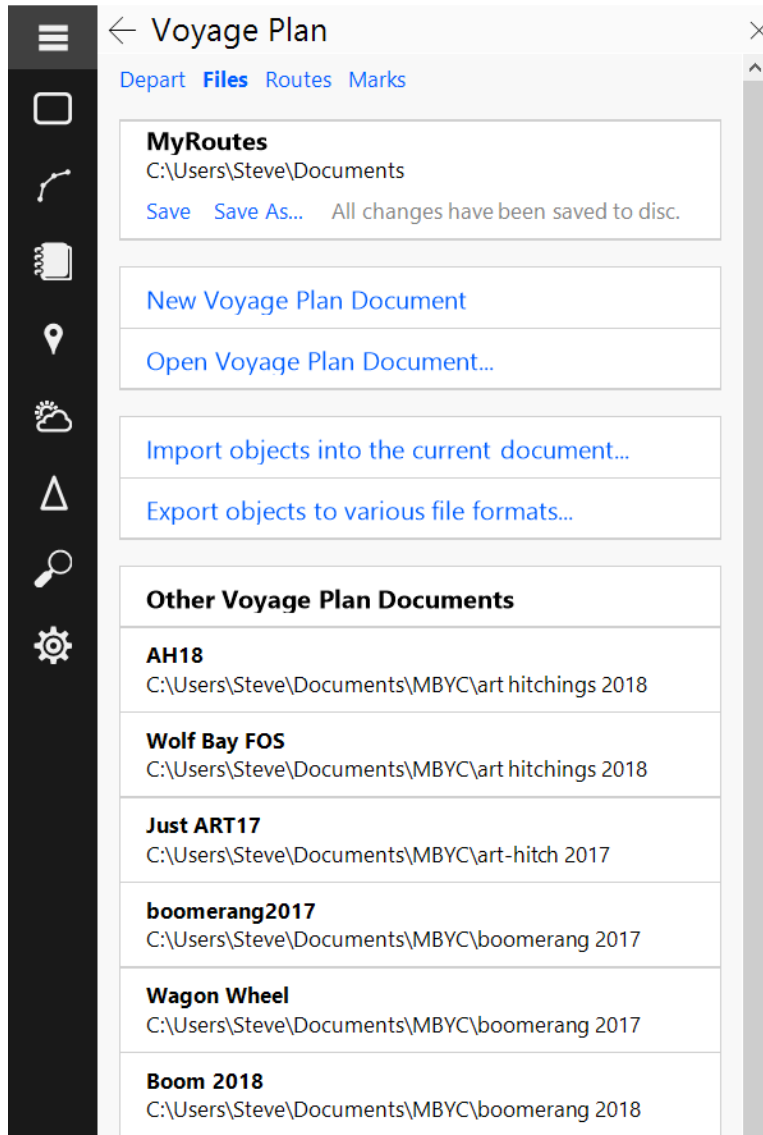 Voyage Plan
Depart Files Routes Marks
MyRoutes
C:\Users\Steve\Documents
Save Save As... All changes have been saved to disc.
New Voyage Plan Document
Open Voyage Plan Document...
Import objects into the current document...
Export objects to various file formats...
Other Voyage Plan Documents
AH18
C:\Users\Steve\Documents\MBYC\art hitchings 2018
Wolf Bay FOS
C:\Users\Steve\Documents\MBYC\art hitchings 2018
Just ART17
C:\Users\Steve\Documents\MBYC\art-hitch 2017
boomerang2017
C:\Users\Steve\Documents\MBYC\boomerang 2017
Wagon Wheel
C:\Users\Steve\Documents\MBYC\boomerang 2017
Boom 2018
C:\Users\Steve\Documents\MBYC\boomerang 2018